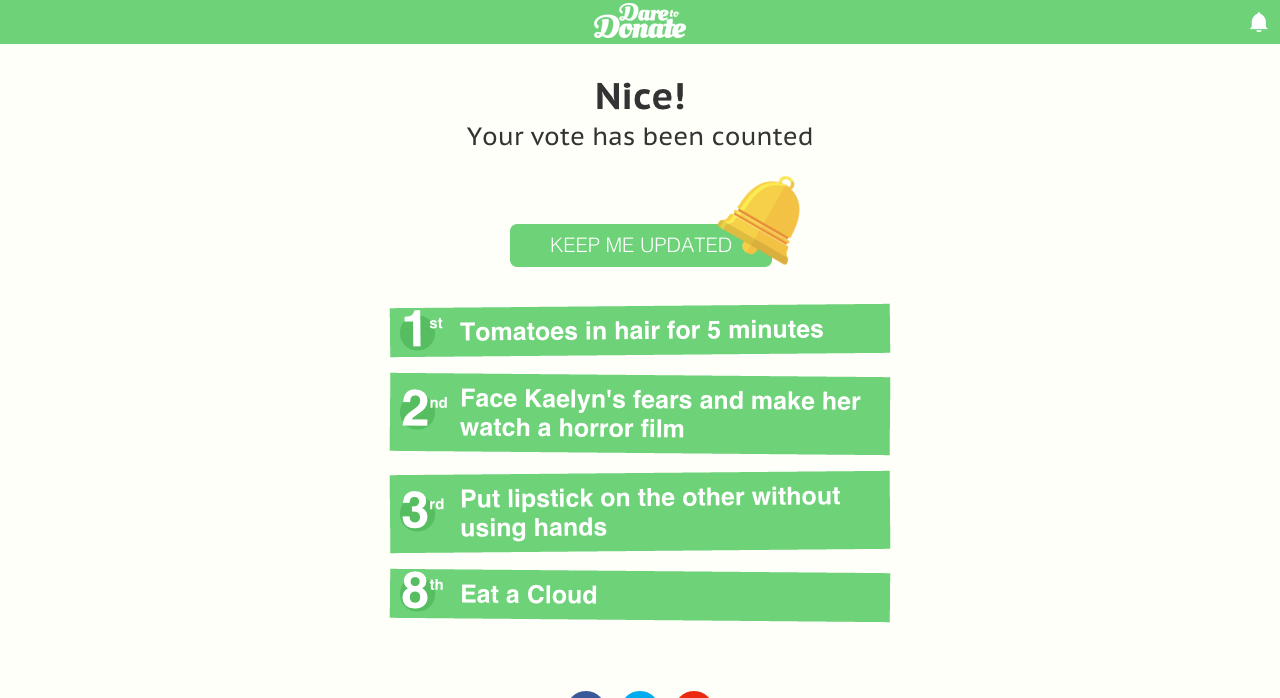 Dare to
Donate
Nice!
Your vote has been counted
KEEP ME UPDATED
1st Tomatoes in hair for 5 minutes
2nd Face Kaelyn's fears and make her
watch a horror film
3rd Put lipstick on the other without
using hands
8th Eat a Cloud